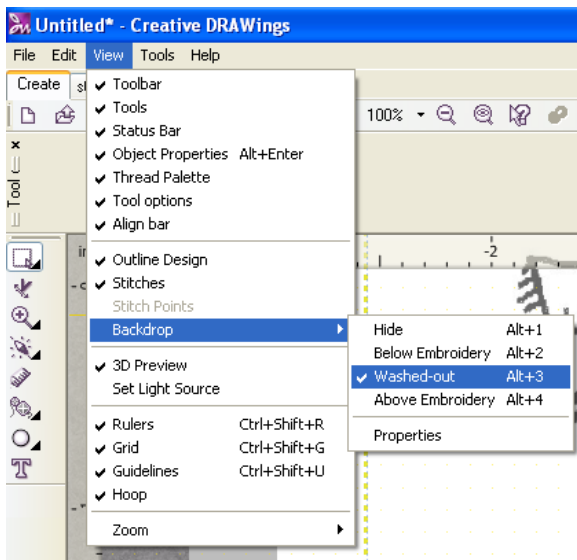 Untitled* - Creative DRAWings
File Edit View Tools Help
Create
100%
Tool
Toolbar
Tools
Status Bar
Object Properties Alt+Enter
Thread Palette
Tool options
Align bar
Outline Design
Stitches
Stitch Points
Backdrop
3D Preview
Set Light Source
Rulers Ctrl+Shift+R
Grid Ctrl+Shift+G
Guidelines Ctrl+Shift+U
Hoop
Zoom
-2
Hide Alt+1
Below Embroidery Alt+2
Washed-out Alt+3
Above Embroidery Alt+4
Properties